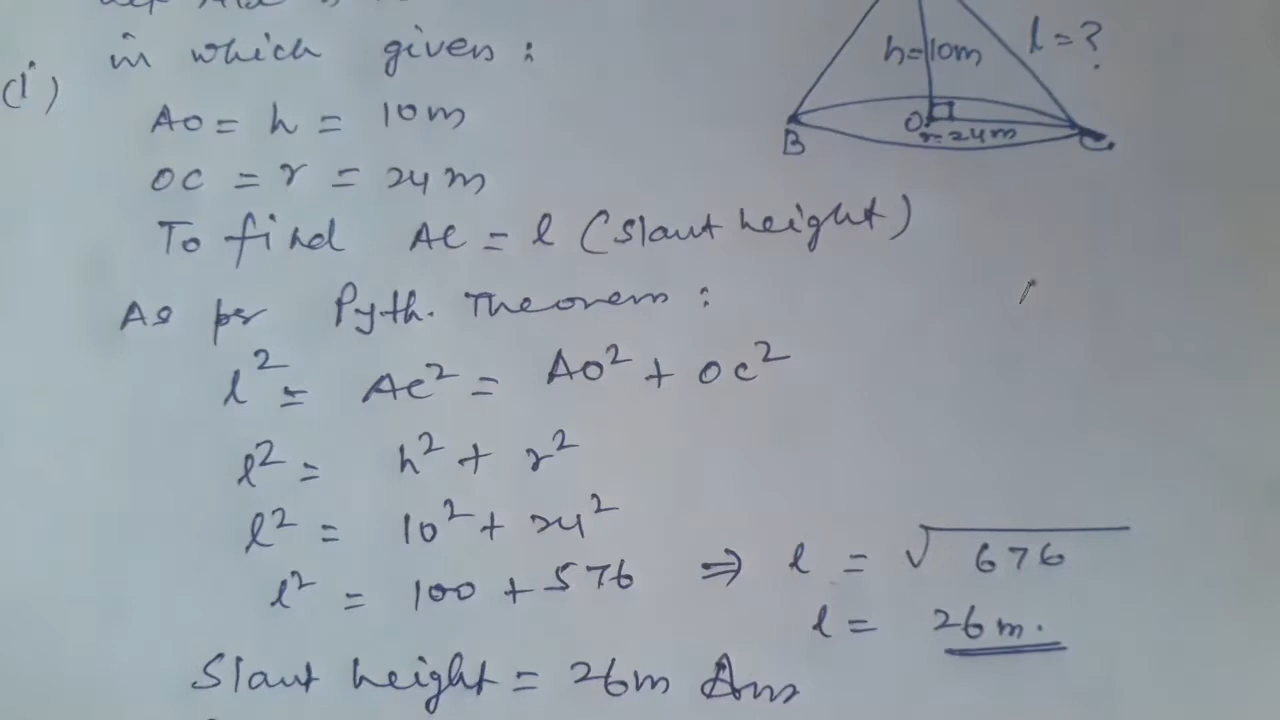 in which given :
(i)
AO = h = 10m
OC = r = 24m
To find AC = l (Slant height)
As per Pyth. Theorem :
l² = AC² = AO² + OC²
l² = h² + r²
l² = 10² + 24²
l² = 100 + 576 ⇒ l = √676
l = 26m.
Slant height = 26m Ans
h=10m
l = ?
B
O
r=24m
C